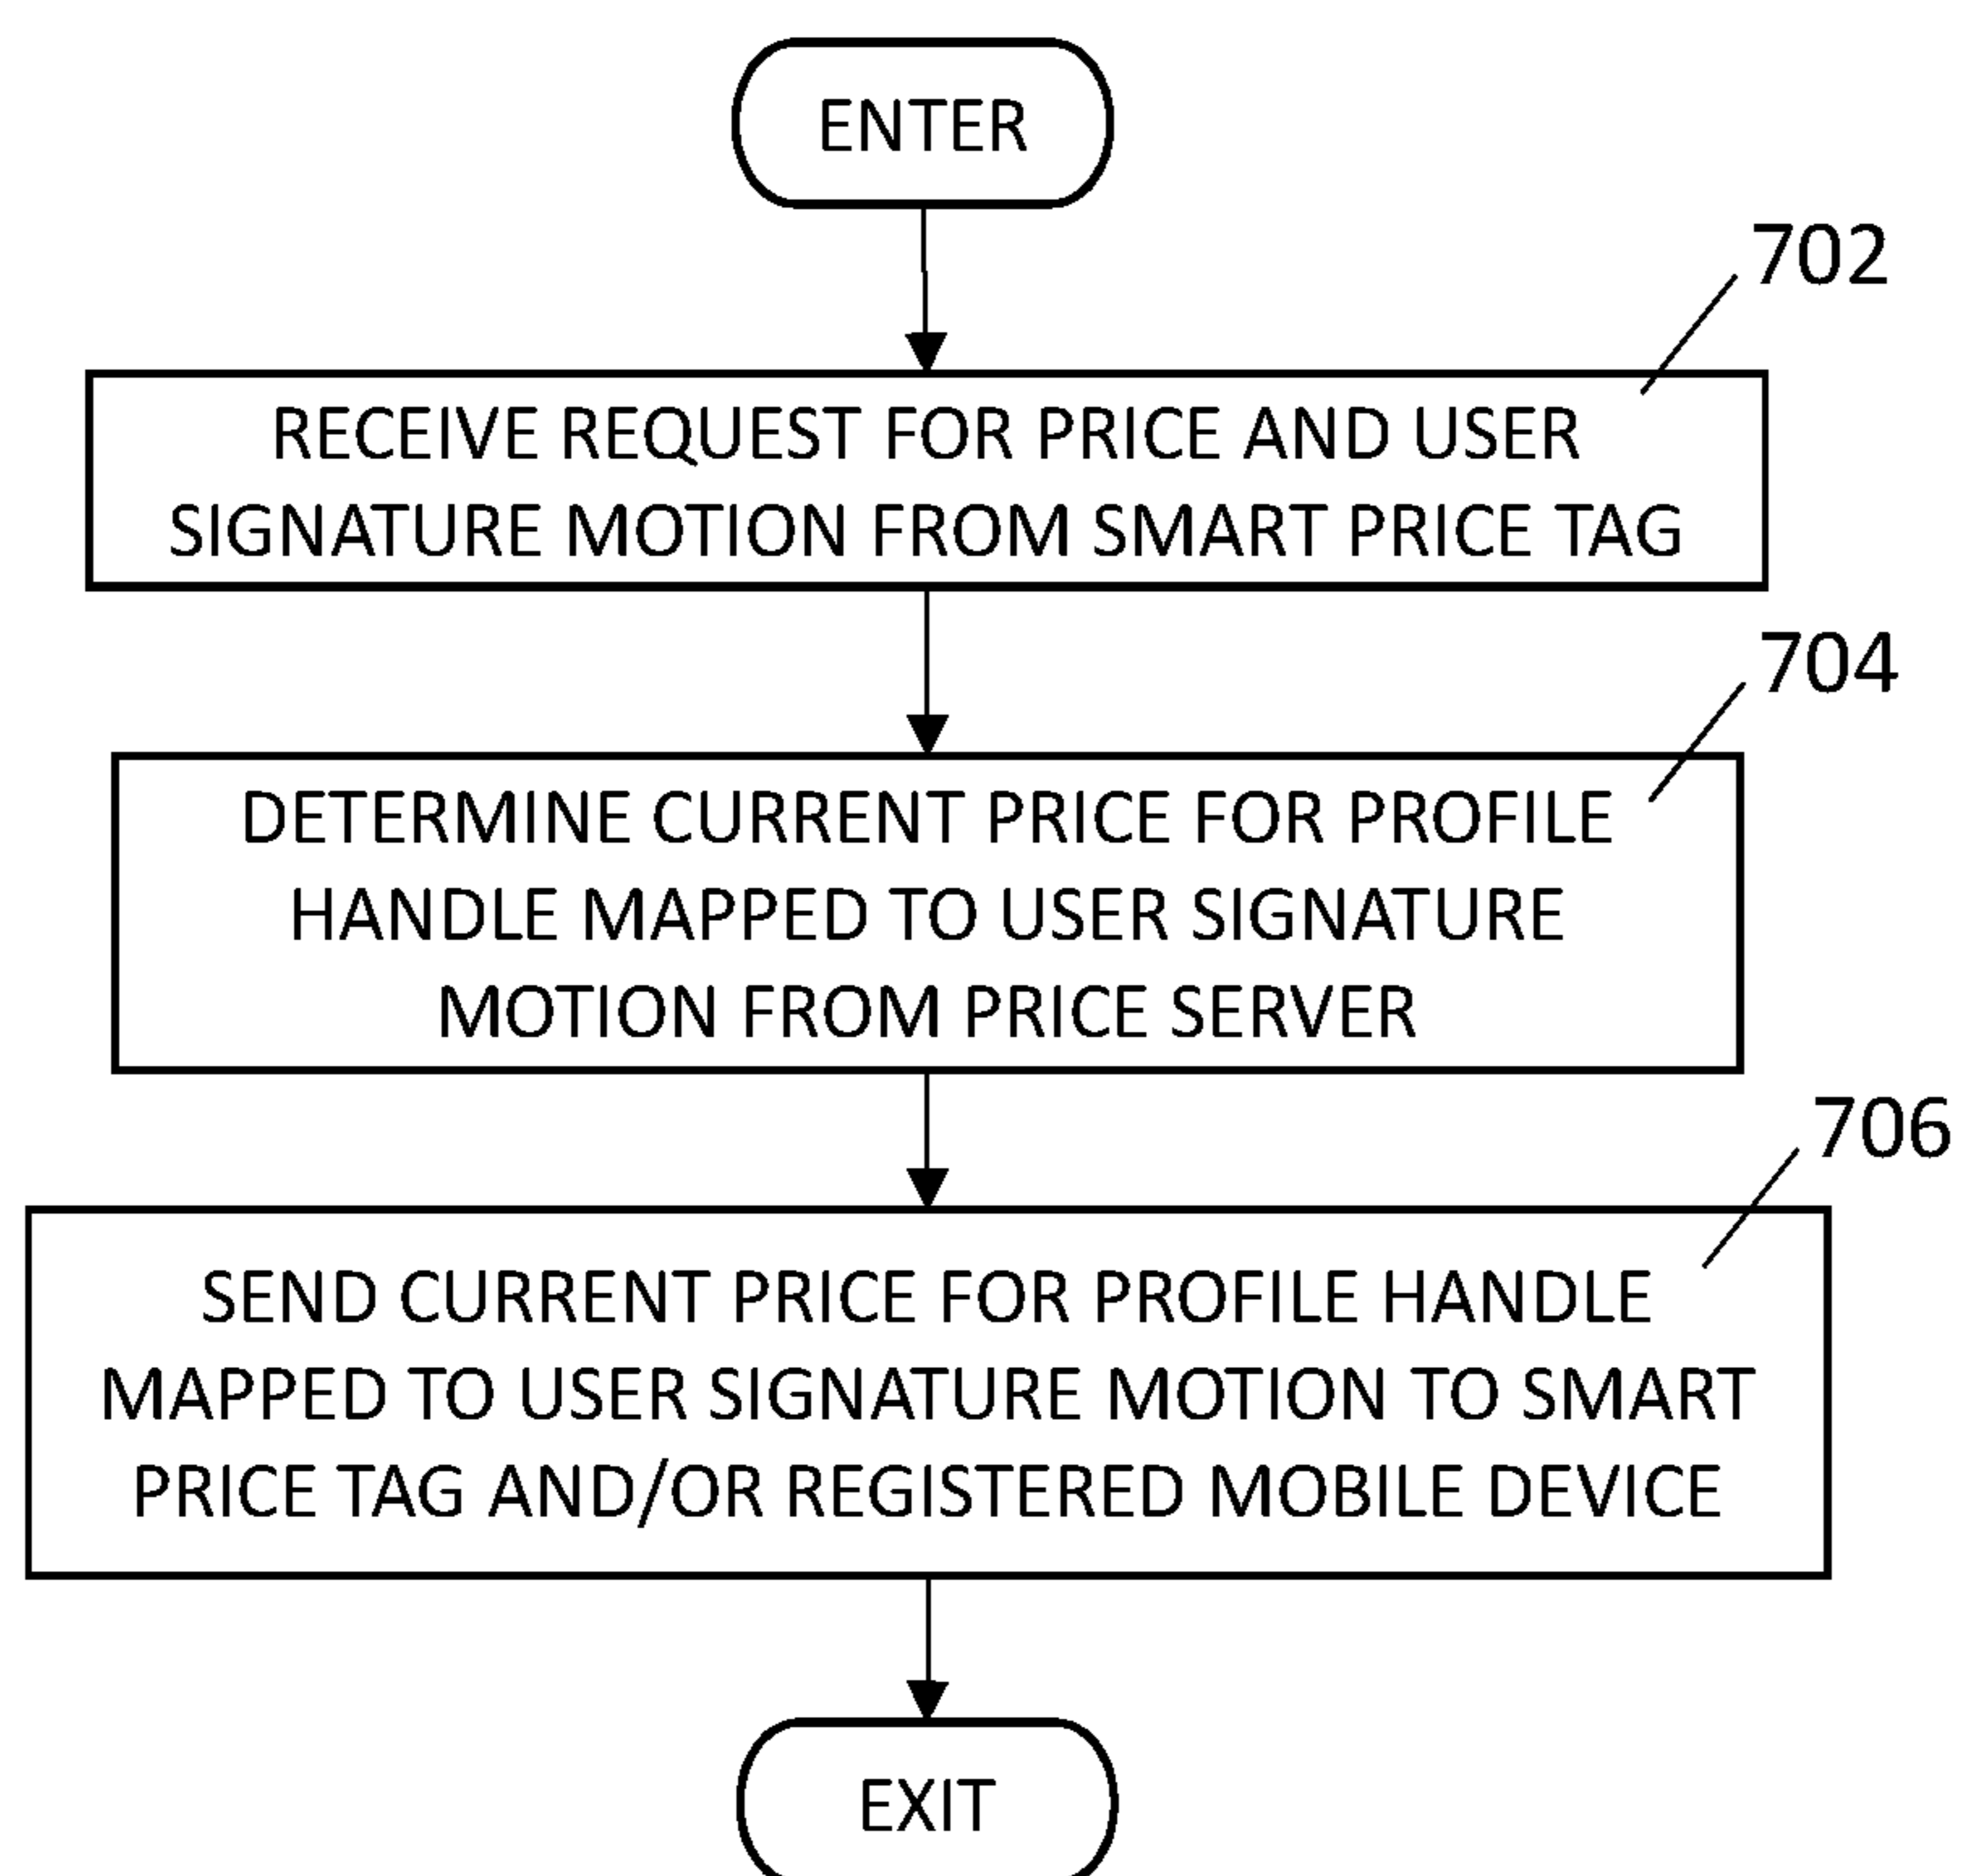 ENTER
702
RECEIVE REQUEST FOR PRICE AND USER
SIGNATURE MOTION FROM SMART PRICE TAG
704
DETERMINE CURRENT PRICE FOR PROFILE
HANDLE MAPPED TO USER SIGNATURE
MOTION FROM PRICE SERVER
706
SEND CURRENT PRICE FOR PROFILE HANDLE
MAPPED TO USER SIGNATURE MOTION TO SMART
PRICE TAG AND/OR REGISTERED MOBILE DEVICE
EXIT